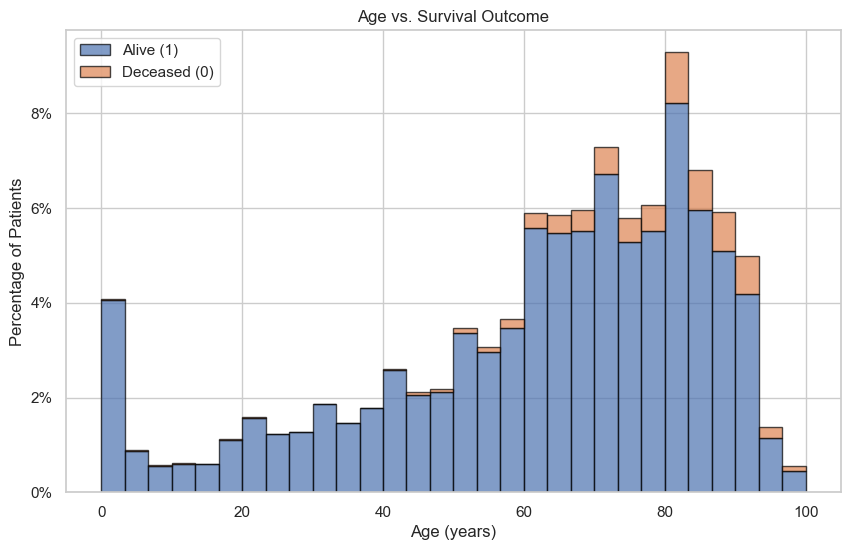 Age vs. Survival Outcome
Alive (1)
Deceased (0)
Percentage of Patients
8%
6%
4%
2%
0%
0 20 40 60 80 100
Age (years)